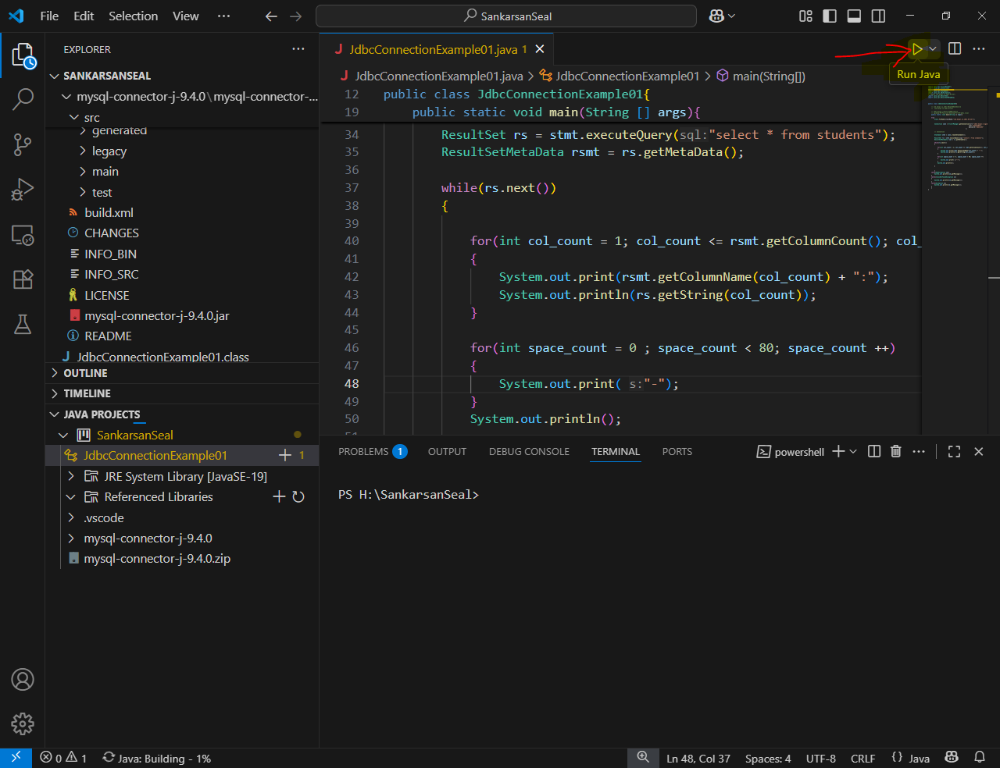 File Edit Selection View ··· SankarsanSeal
EXPLORER ···
SANKARSANSEAL
mysql-connector-j-9.4.0\mysql-connector-...
src
generated
legacy
main
test
build.xml
CHANGES
INFO_BIN
INFO_SRC
LICENSE
mysql-connector-j-9.4.0.jar
README
J JdbcConnectionExample01.class
OUTLINE
TIMELINE
JAVA PROJECTS
SankarsanSeal
JdbcConnectionExample01 1
JRE System Library [JavaSE-19]
Referenced Libraries
.vscode
mysql-connector-j-9.4.0
mysql-connector-j-9.4.0.zip
J JdbcConnectionExample01.java 1
Run Java
J JdbcConnectionExample01.java > JdbcConnectionExample01 > main(String[])
12 public class JdbcConnectionExample01{
19 public static void main(String [] args){
34 ResultSet rs = stmt.executeQuery(sql:"select * from students");
35 ResultSetMetaData rsmt = rs.getMetaData();
36
37 while(rs.next())
38 {
39
40 for(int col_count = 1; col_count <= rsmt.getColumnCount(); col_
41 {
42 System.out.print(rsmt.getColumnName(col_count) + ":");
43 System.out.println(rs.getString(col_count));
44 }
45
46 for(int space_count = 0 ; space_count < 80; space_count ++)
47 {
48 System.out.print( s:"-");
49 }
50 System.out.println();
51
PROBLEMS 1 OUTPUT DEBUG CONSOLE TERMINAL PORTS powershell
PS H:\SankarsanSeal>
0 1 Java: Building - 1% Ln 48, Col 37 Spaces: 4 UTF-8 CRLF {} Java